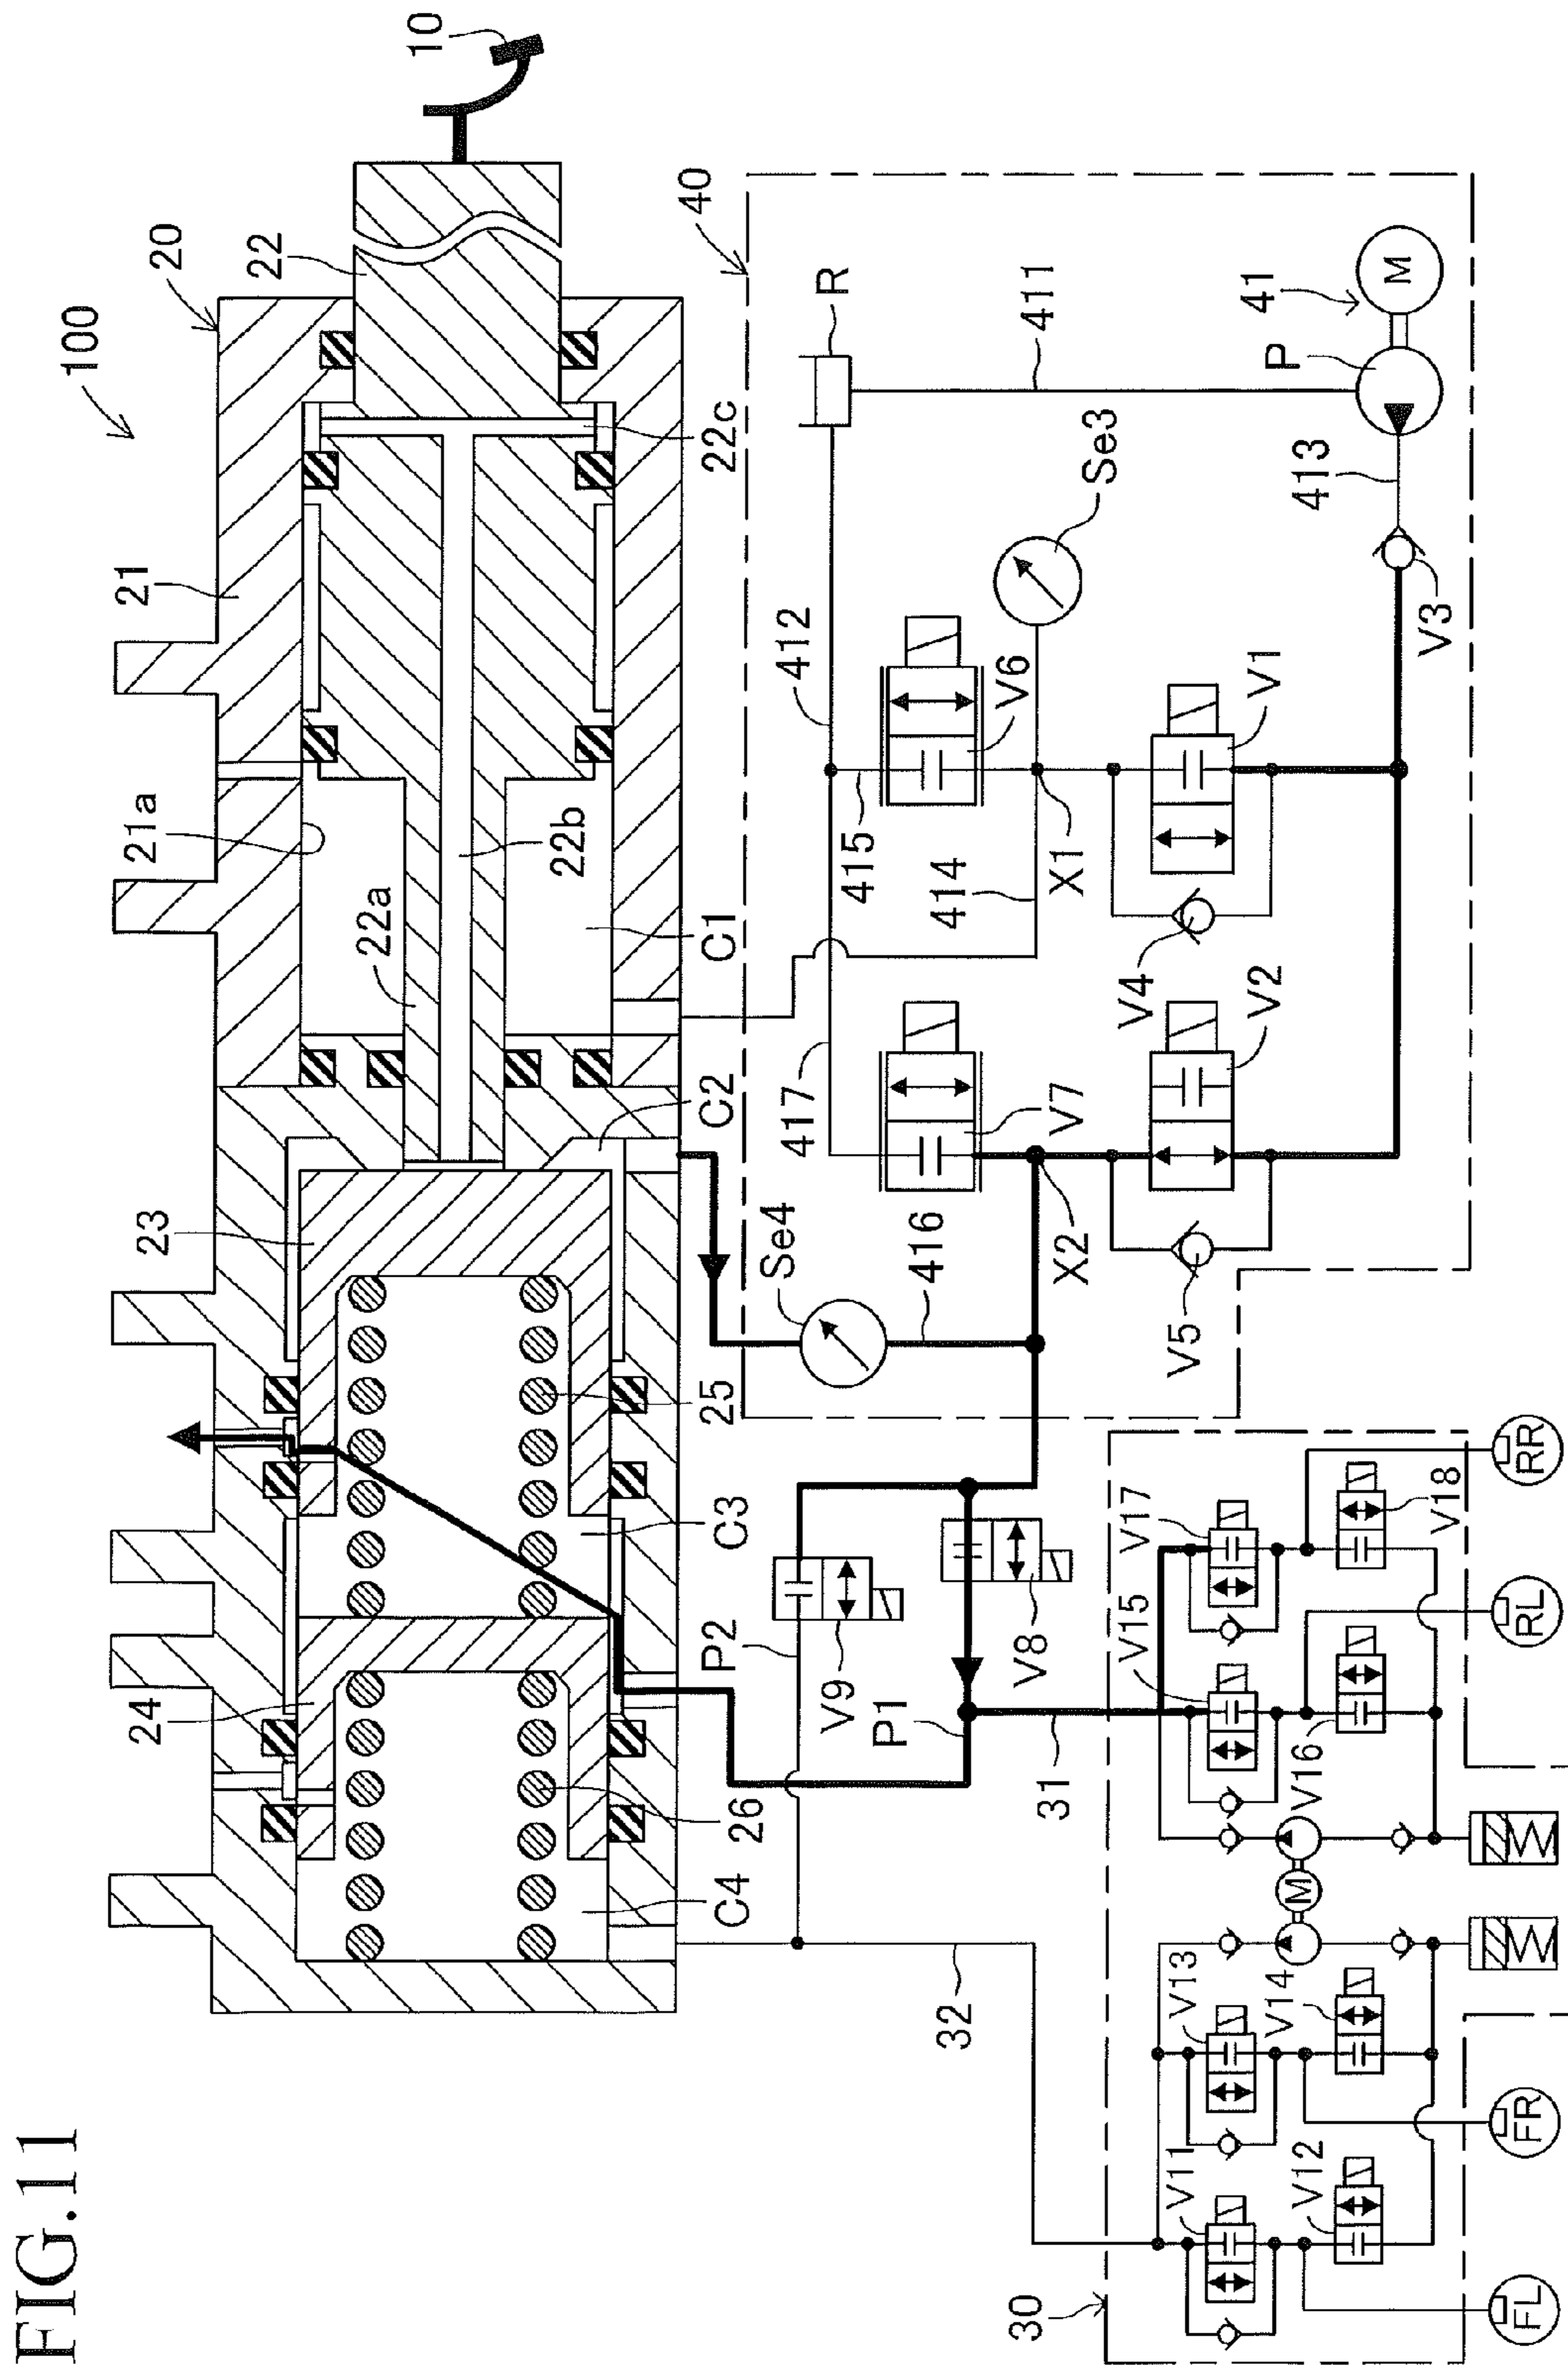 FIG.11
100
20
10
21
22
21a
22a
22b
22c
C1
C2
23
24
25
26
C3
C4
40
R
411
41
M
P
413
412
Se3
V6
415
414
X1
V1
V3
V4
417
V7
V2
X2
V5
Se4
416
P2
V9
V8
P1
31
32
30
V17
V18
V15
V16
RR
RL
M
V13
V14
V11
V12
FR
FL